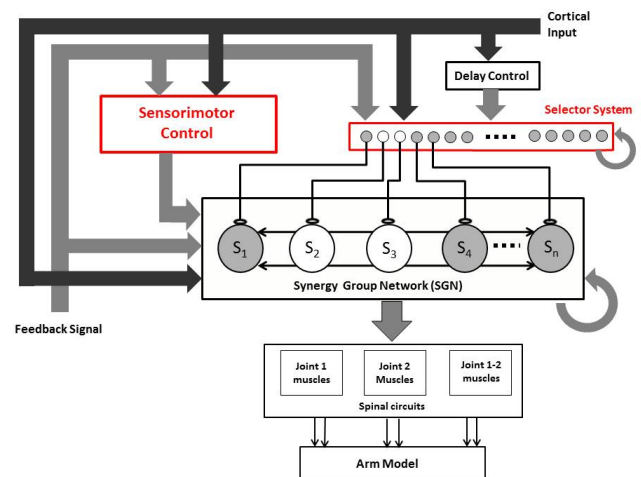 Cortical
Input
Delay Control
Selector System
Sensorimotor
Control
S1 S2 S3 S4 Sn
Synergy Group Network (SGN)
Feedback Signal
Joint 1
muscles
Joint 2
Muscles
Joint 1-2
muscles
Spinal circuits
Arm Model